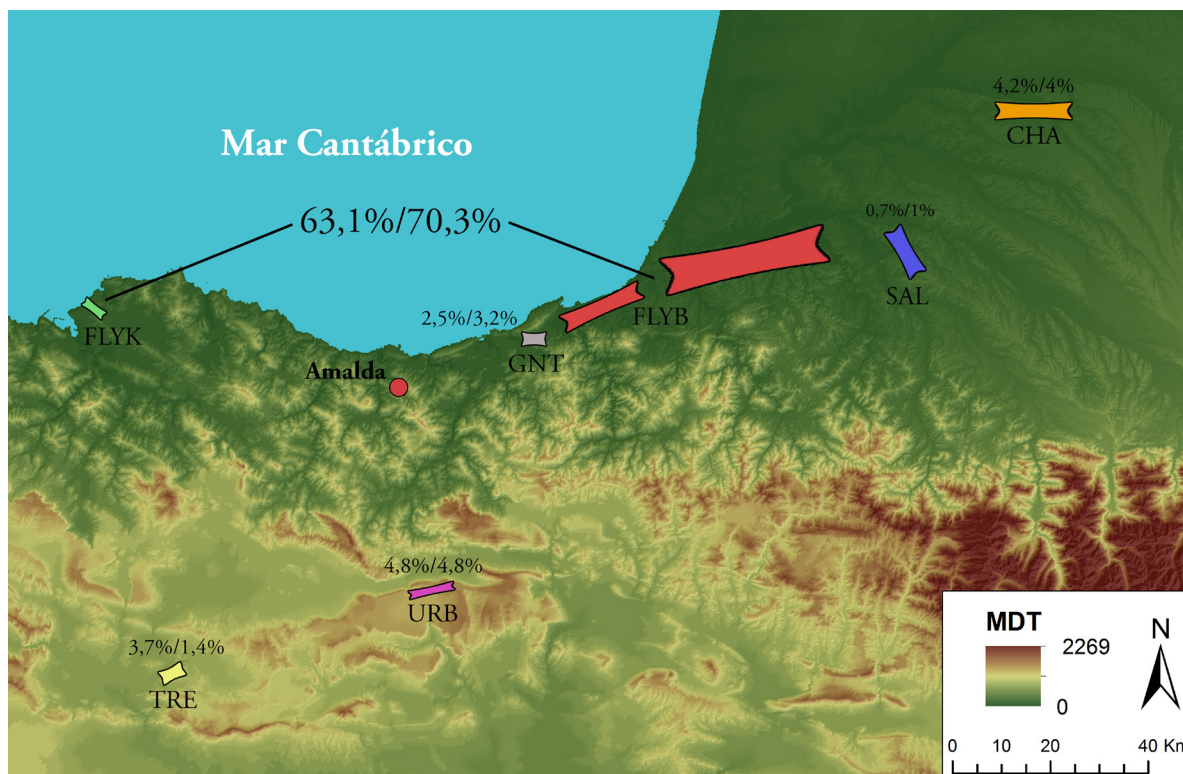 4,2%/4%
CHA
Mar Cantábrico
63,1%/70,3%
0,7%/1%
SAL
FLYK
FLYB
2,5%/3,2%
GNT
Amalda
4,8%/4,8%
URB
3,7%/1,4%
TRE
MDT
2269
0
N
0 10 20 40 Km